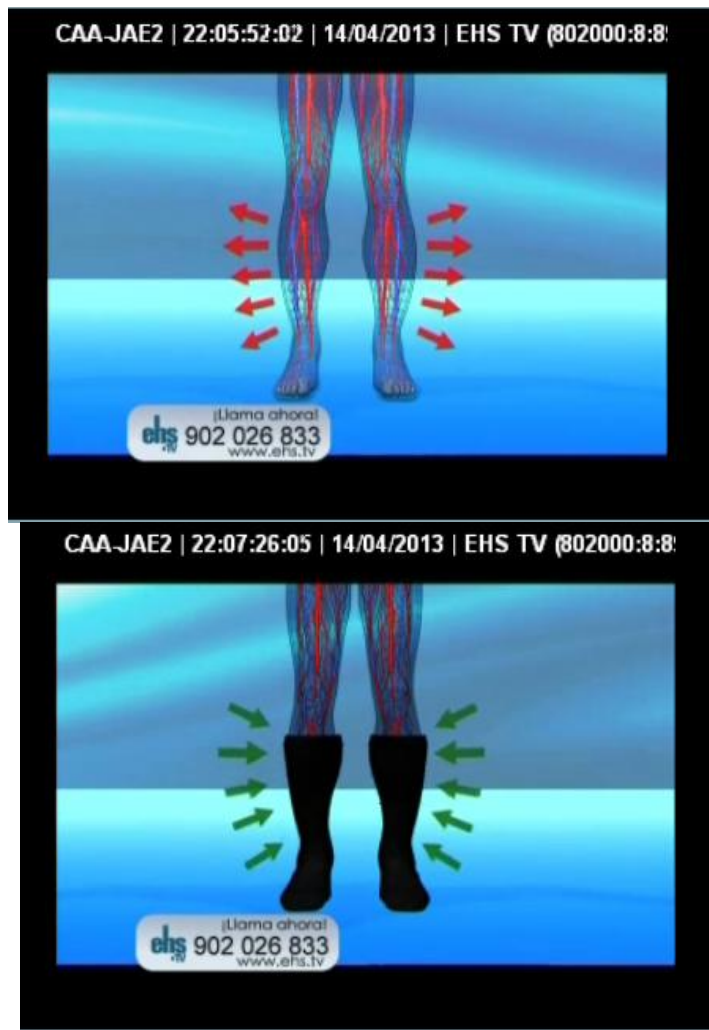 CAA-JAE2 | 22:05:52:02 | 14/04/2013 | EHS TV (802000:8:89
¡Llama ahora!
ehs.tv 902 026 833
www.ehs.tv
CAA-JAE2 | 22:07:26:05 | 14/04/2013 | EHS TV (802000:8:89
¡Llama ahora!
ehs.tv 902 026 833
www.ehs.tv